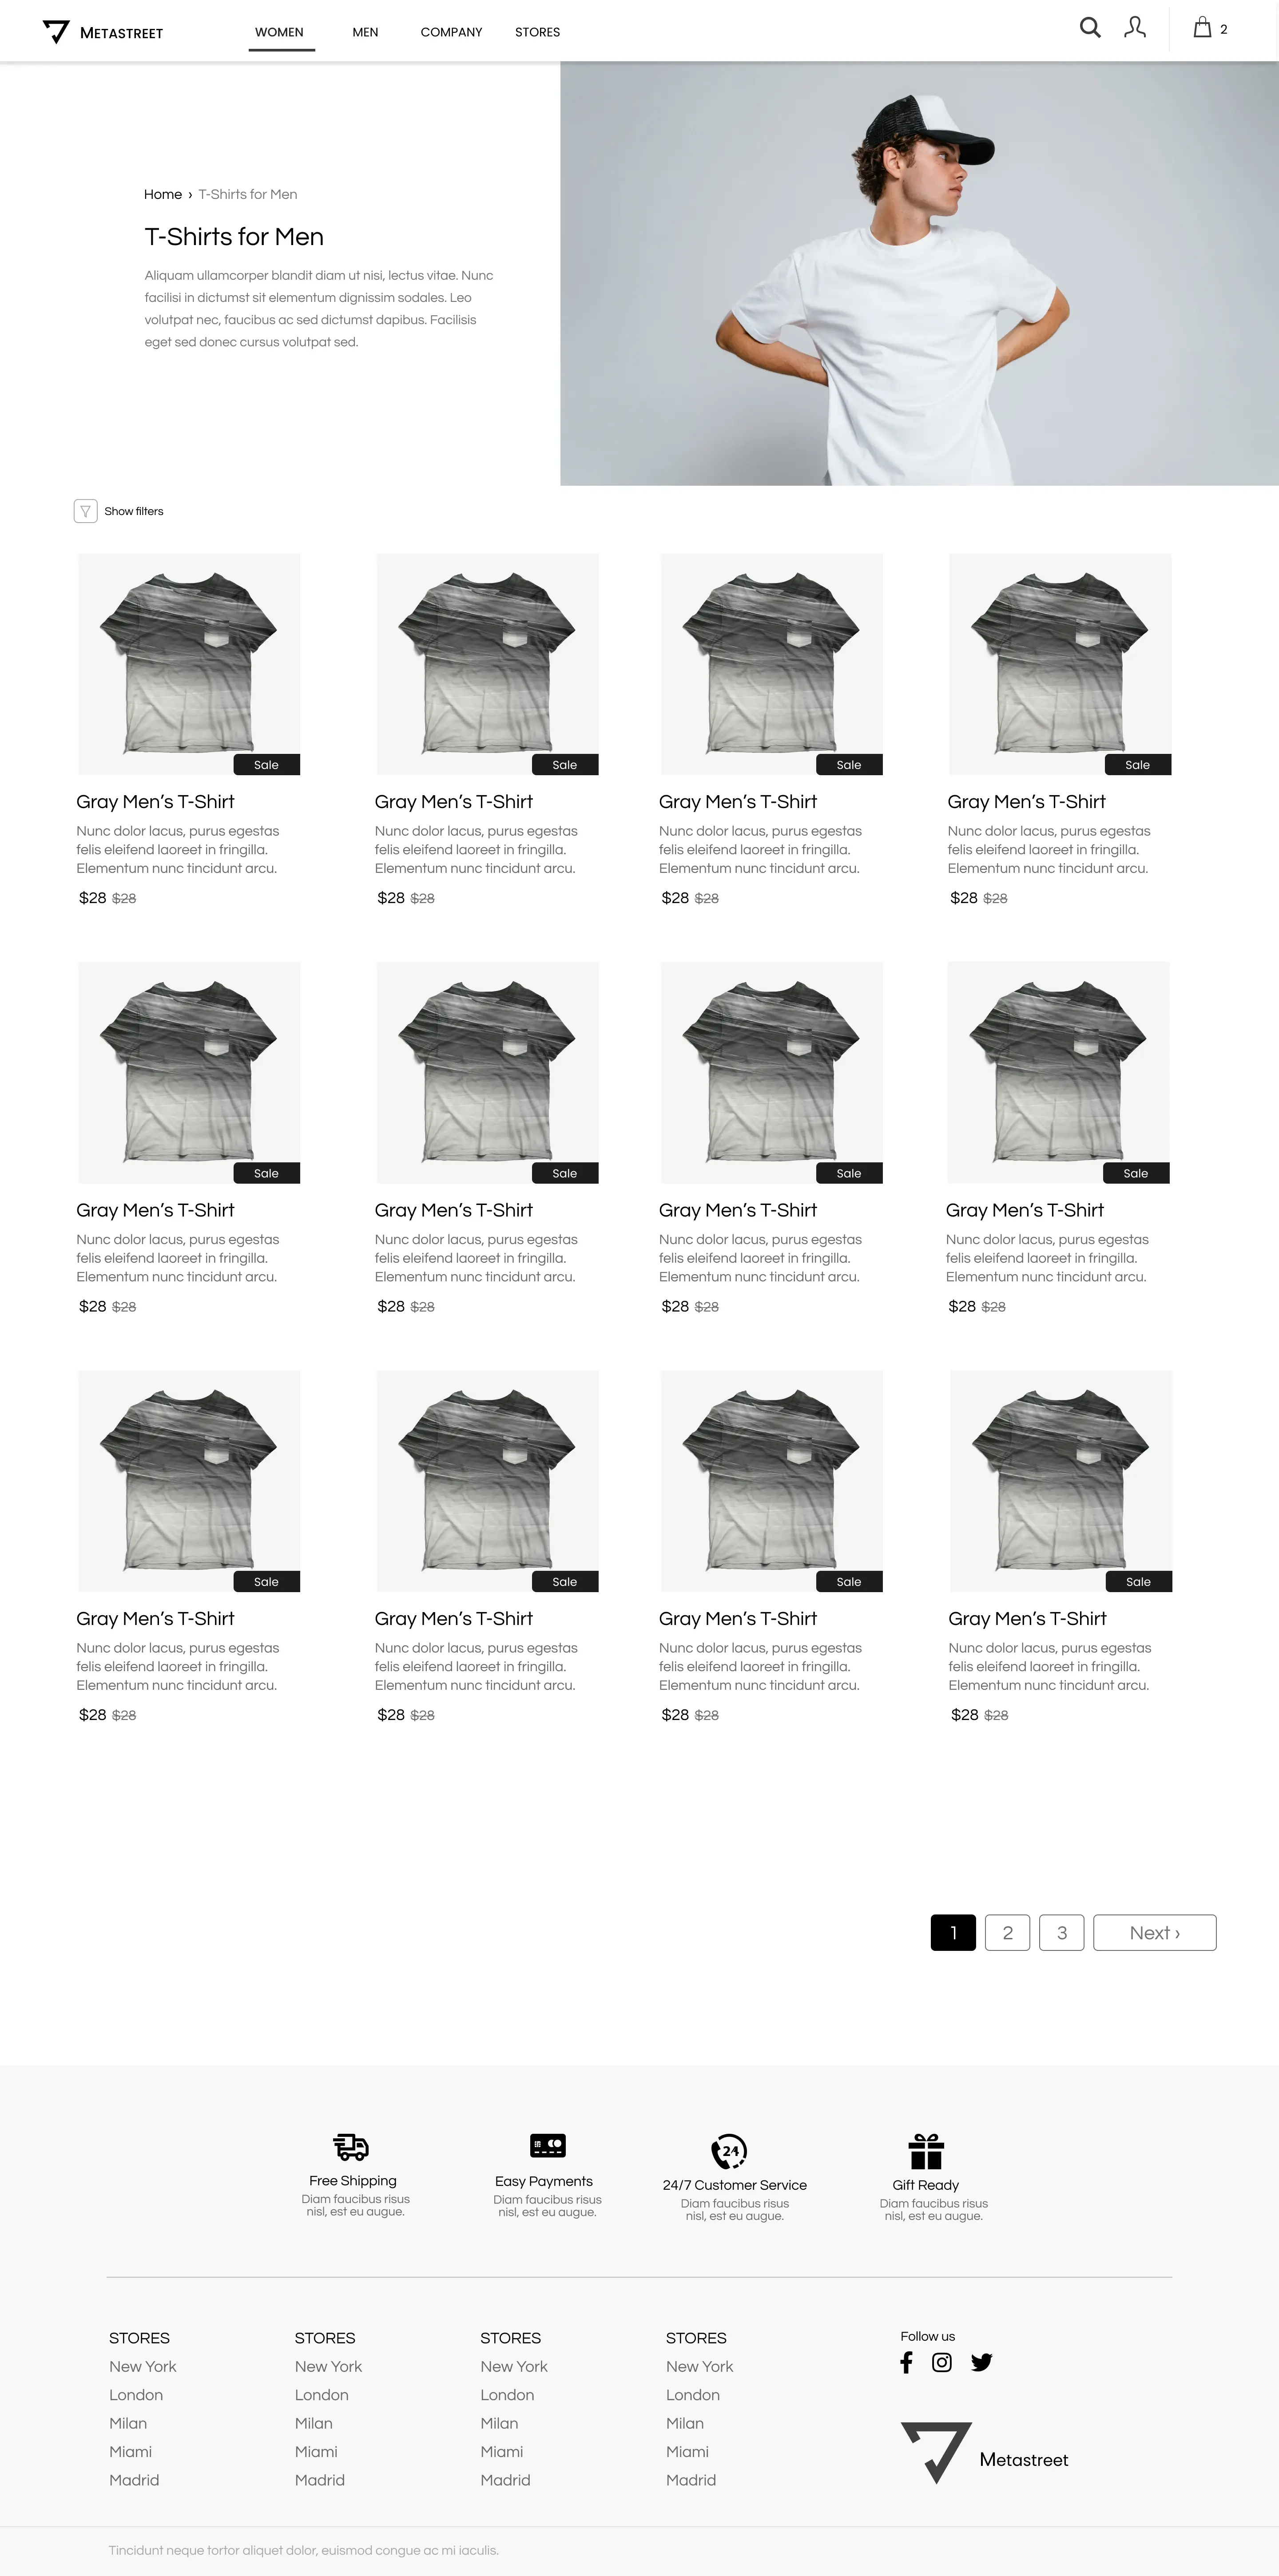 METASTREET
WOMEN MEN COMPANY STORES
2
Home › T-Shirts for Men
T-Shirts for Men
Aliquam ullamcorper blandit diam ut nisi, lectus vitae. Nunc
facilisi in dictumst sit elementum dignissim sodales. Leo
volutpat nec, faucibus ac sed dictumst dapibus. Facilisis
eget sed donec cursus volutpat sed.
Show filters
Sale Sale Sale Sale
Gray Men’s T-Shirt Gray Men’s T-Shirt Gray Men’s T-Shirt Gray Men’s T-Shirt
Nunc dolor lacus, purus egestas Nunc dolor lacus, purus egestas Nunc dolor lacus, purus egestas Nunc dolor lacus, purus egestas
felis eleifend laoreet in fringilla. felis eleifend laoreet in fringilla. felis eleifend laoreet in fringilla. felis eleifend laoreet in fringilla.
Elementum nunc tincidunt arcu. Elementum nunc tincidunt arcu. Elementum nunc tincidunt arcu. Elementum nunc tincidunt arcu.
$28 $28 $28 $28 $28 $28 $28 $28
Sale Sale Sale Sale
Gray Men’s T-Shirt Gray Men’s T-Shirt Gray Men’s T-Shirt Gray Men’s T-Shirt
Nunc dolor lacus, purus egestas Nunc dolor lacus, purus egestas Nunc dolor lacus, purus egestas Nunc dolor lacus, purus egestas
felis eleifend laoreet in fringilla. felis eleifend laoreet in fringilla. felis eleifend laoreet in fringilla. felis eleifend laoreet in fringilla.
Elementum nunc tincidunt arcu. Elementum nunc tincidunt arcu. Elementum nunc tincidunt arcu. Elementum nunc tincidunt arcu.
$28 $28 $28 $28 $28 $28 $28 $28
Sale Sale Sale Sale
Gray Men’s T-Shirt Gray Men’s T-Shirt Gray Men’s T-Shirt Gray Men’s T-Shirt
Nunc dolor lacus, purus egestas Nunc dolor lacus, purus egestas Nunc dolor lacus, purus egestas Nunc dolor lacus, purus egestas
felis eleifend laoreet in fringilla. felis eleifend laoreet in fringilla. felis eleifend laoreet in fringilla. felis eleifend laoreet in fringilla.
Elementum nunc tincidunt arcu. Elementum nunc tincidunt arcu. Elementum nunc tincidunt arcu. Elementum nunc tincidunt arcu.
$28 $28 $28 $28 $28 $28 $28 $28
1 2 3 Next ›
24
Free Shipping Easy Payments 24/7 Customer Service Gift Ready
Diam faucibus risus Diam faucibus risus Diam faucibus risus Diam faucibus risus
nisl, est eu augue. nisl, est eu augue. nisl, est eu augue. nisl, est eu augue.
STORES STORES STORES STORES Follow us
New York New York New York New York
London London London London
Milan Milan Milan Milan
Miami Miami Miami Miami
Metastreet
Madrid Madrid Madrid Madrid
Tincidunt neque tortor aliquet dolor, euismod congue ac mi iaculis.